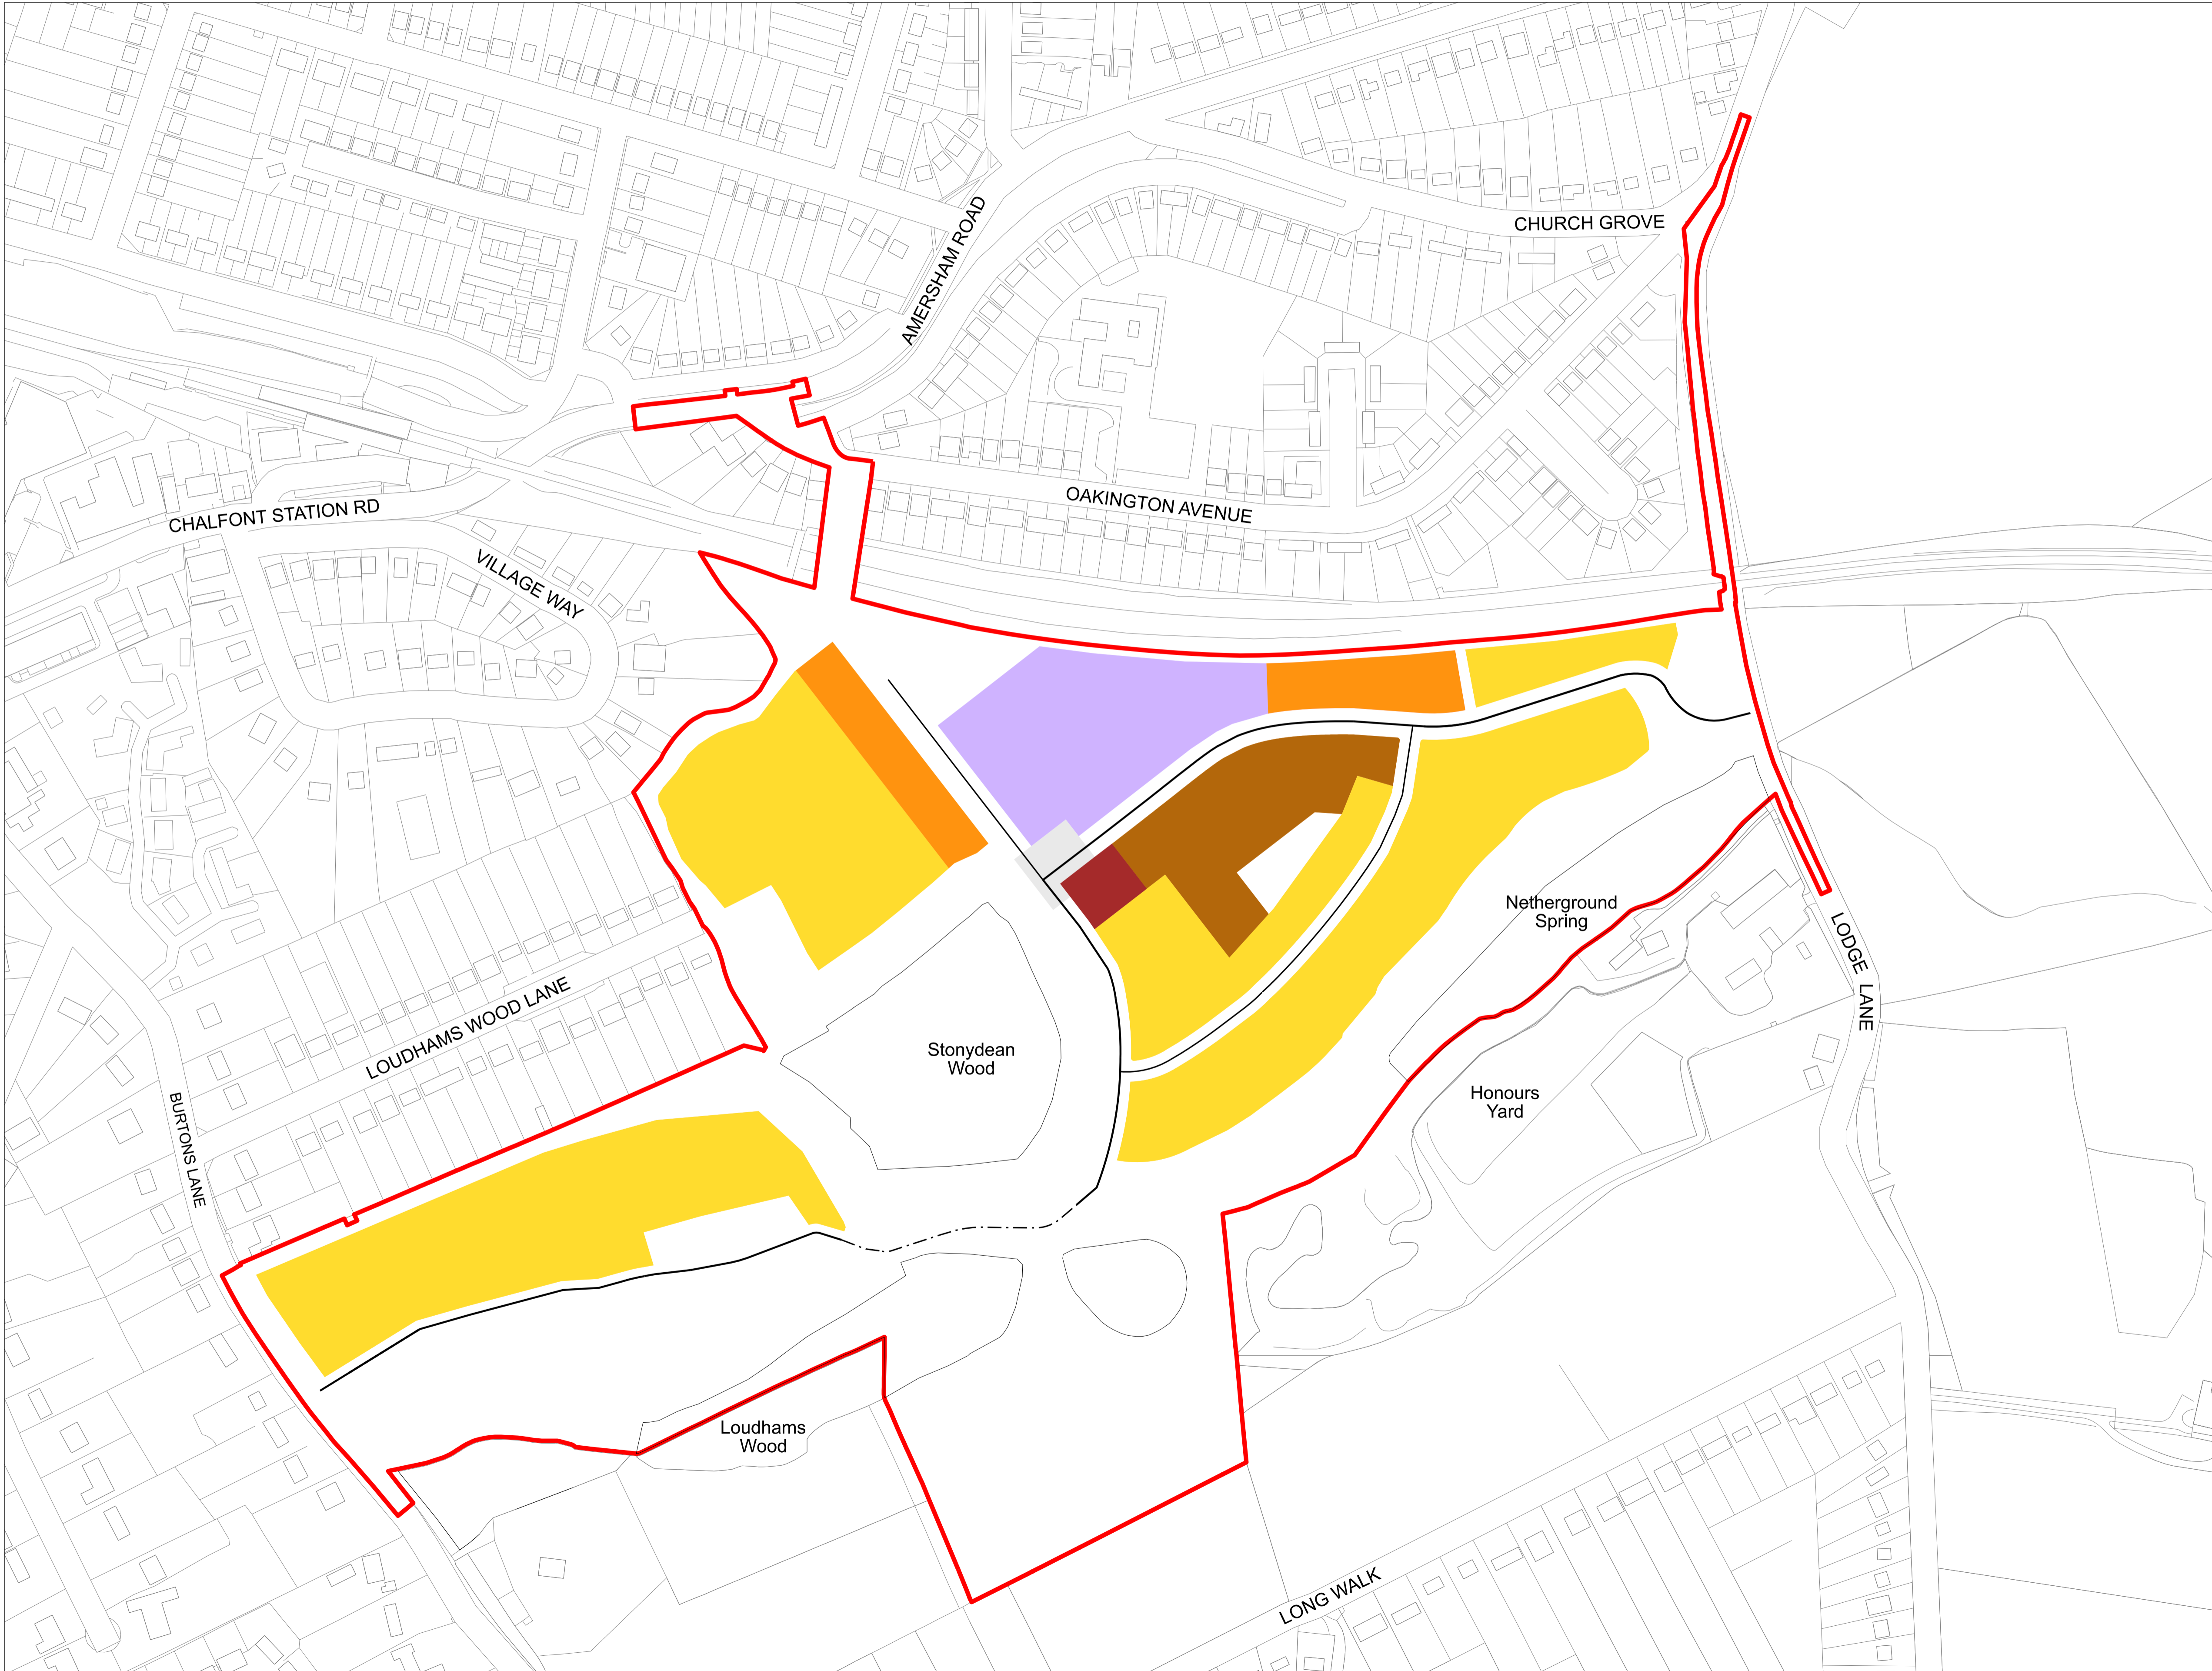 CHURCH GROVE
AMERSHAM ROAD
OAKINGTON AVENUE
CHALFONT STATION RD
VILLAGE WAY
Netherground
Spring
LODGE LANE
LOUDHAMS WOOD LANE
Stonydean
Wood
Honours
Yard
BURTONS LANE
Loudhams
Wood
LONG WALK